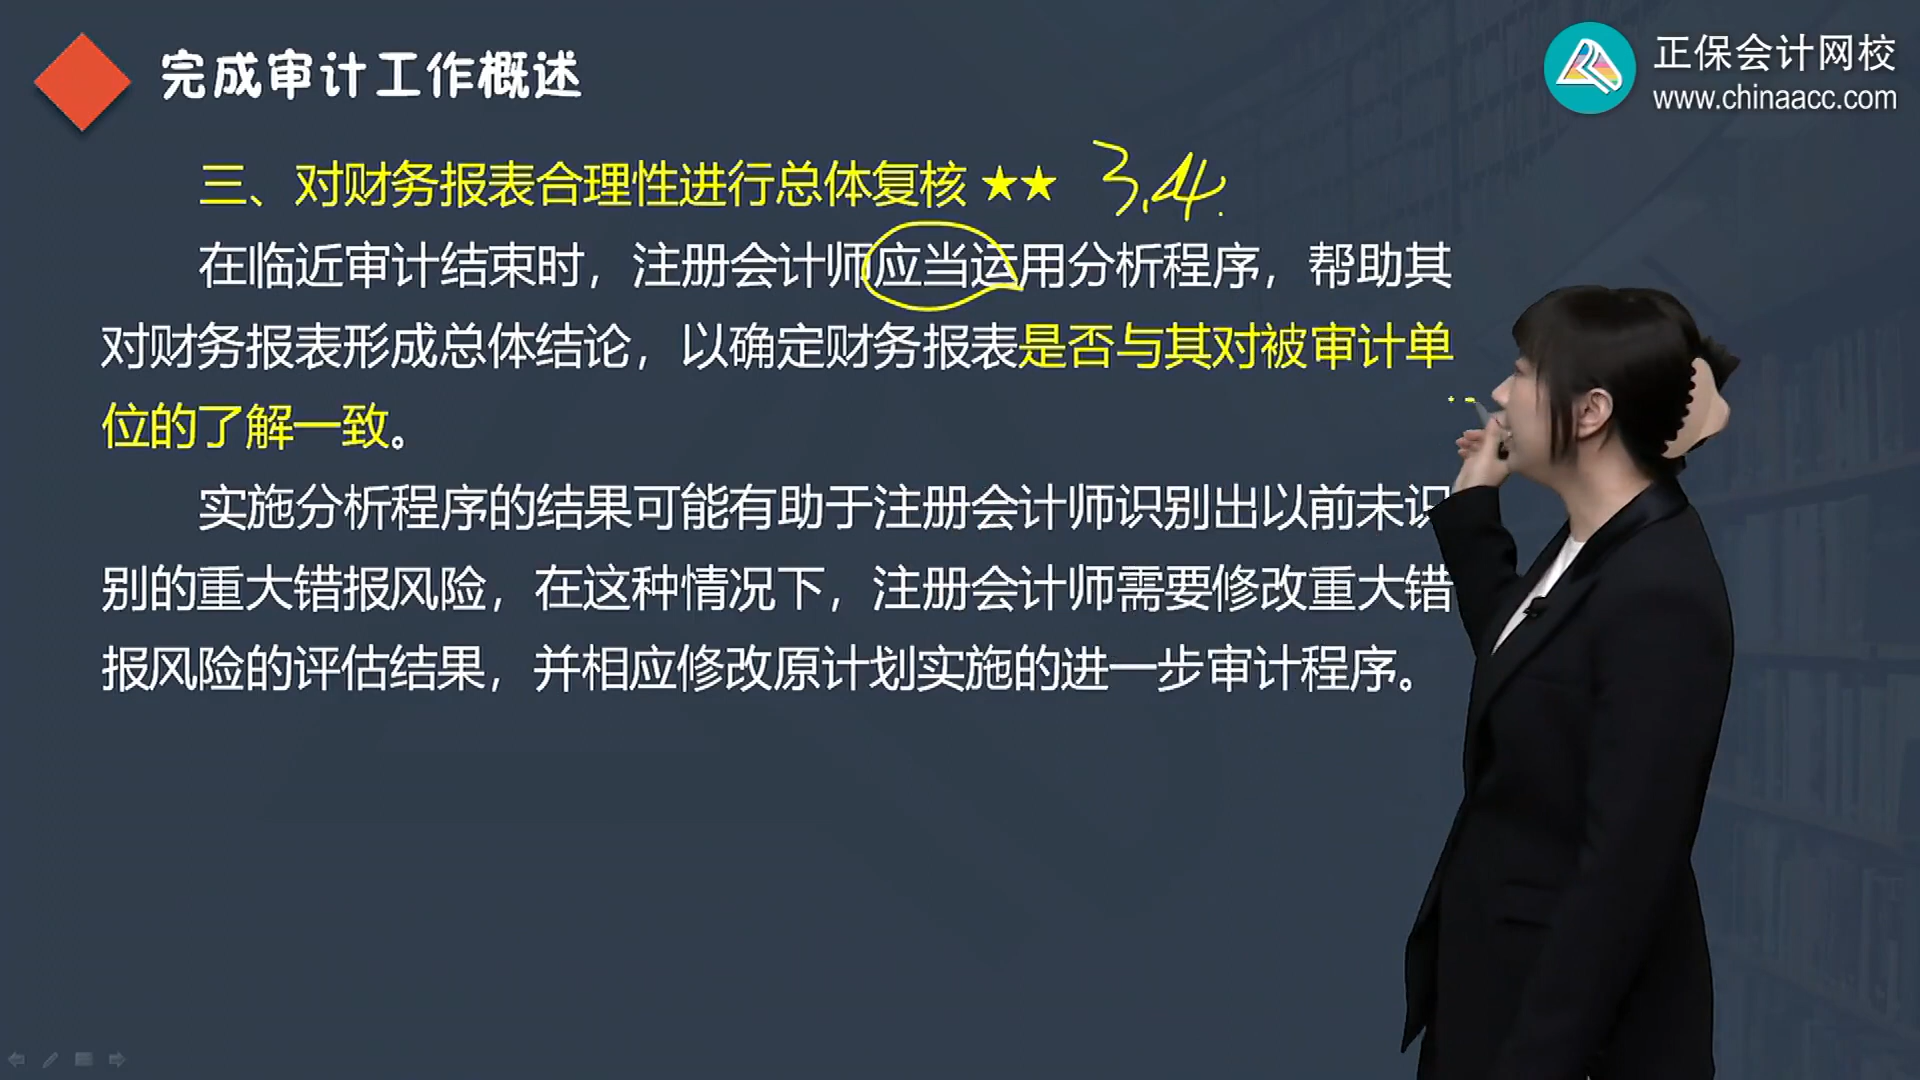 完成审计工作概述
正保会计网校
www.chinaacc.com
三、对财务报表合理性进行总体复核 ★★ 3.4.
在临近审计结束时，注册会计师应当运用分析程序，帮助其
对财务报表形成总体结论，以确定财务报表是否与其对被审计单
位的了解一致。
实施分析程序的结果可能有助于注册会计师识别出以前未识
别的重大错报风险，在这种情况下，注册会计师需要修改重大错
报风险的评估结果，并相应修改原计划实施的进一步审计程序。